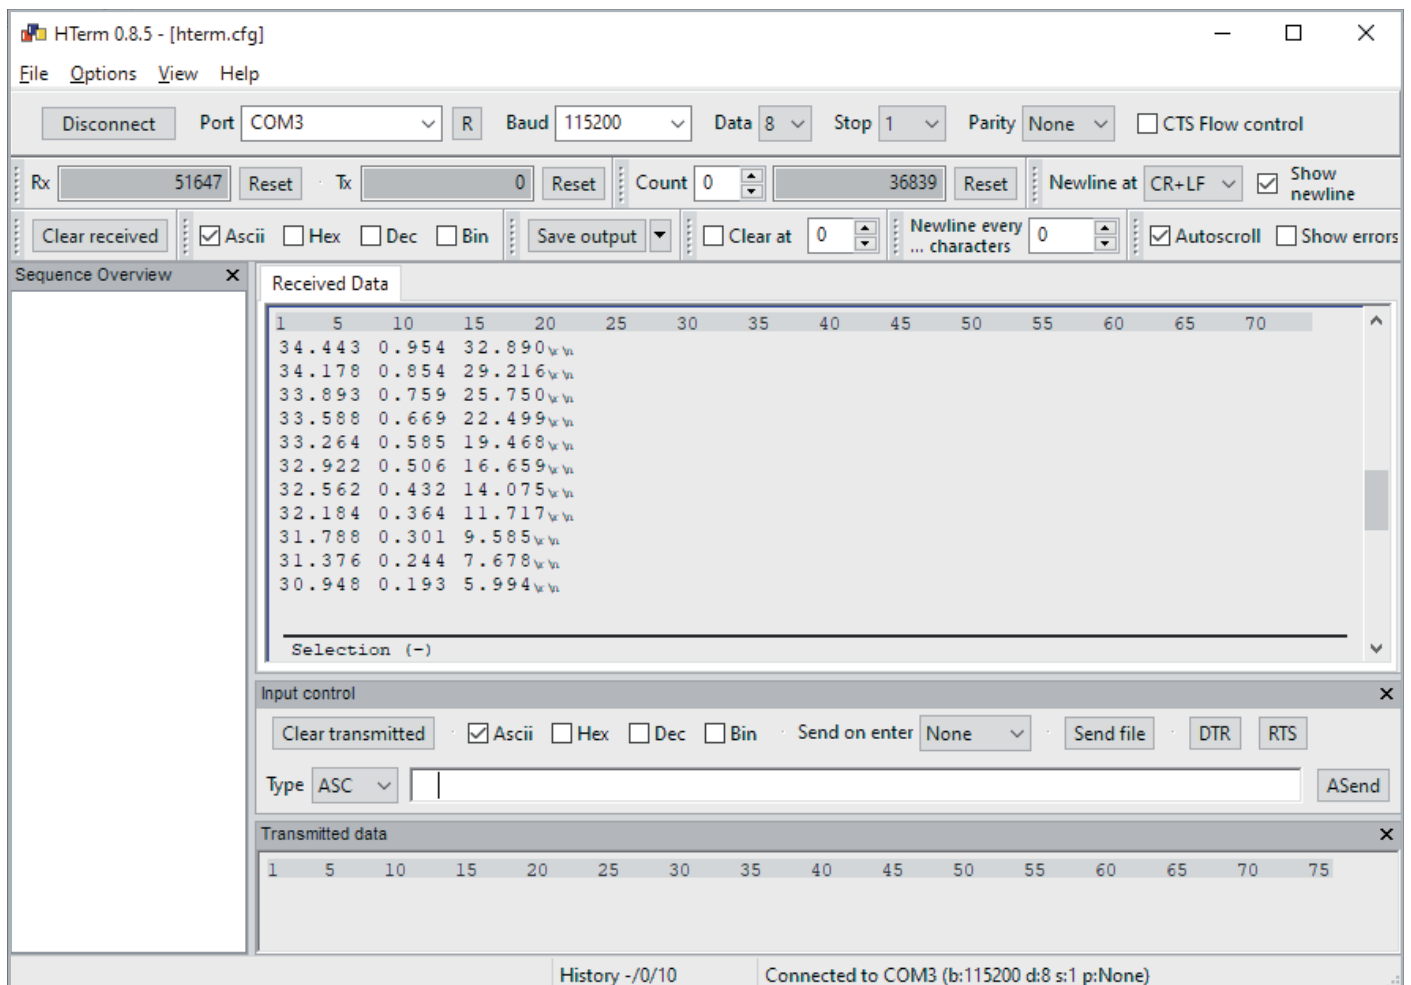 HTerm 0.8.5 - [hterm.cfg]
File Options View Help
Disconnect Port COM3 R Baud 115200 Data 8 Stop 1 Parity None CTS Flow control
Rx 51647 Reset Tx 0 Reset Count 0 36839 Reset Newline at CR+LF Show newline
Clear received Ascii Hex Dec Bin Save output Clear at 0 Newline every ... characters 0 Autoscroll Show errors
Sequence Overview
Received Data
1 5 10 15 20 25 30 35 40 45 50 55 60 65 70
34.443 0.954 32.890\r\n
34.178 0.854 29.216\r\n
33.893 0.759 25.750\r\n
33.588 0.669 22.499\r\n
33.264 0.585 19.468\r\n
32.922 0.506 16.659\r\n
32.562 0.432 14.075\r\n
32.184 0.364 11.717\r\n
31.788 0.301 9.585\r\n
31.376 0.244 7.678\r\n
30.948 0.193 5.994\r\n
Selection (-)
Input control
Clear transmitted Ascii Hex Dec Bin Send on enter None Send file DTR RTS
Type ASC ASend
Transmitted data
1 5 10 15 20 25 30 35 40 45 50 55 60 65 70 75
History -/0/10 Connected to COM3 (b:115200 d:8 s:1 p:None)